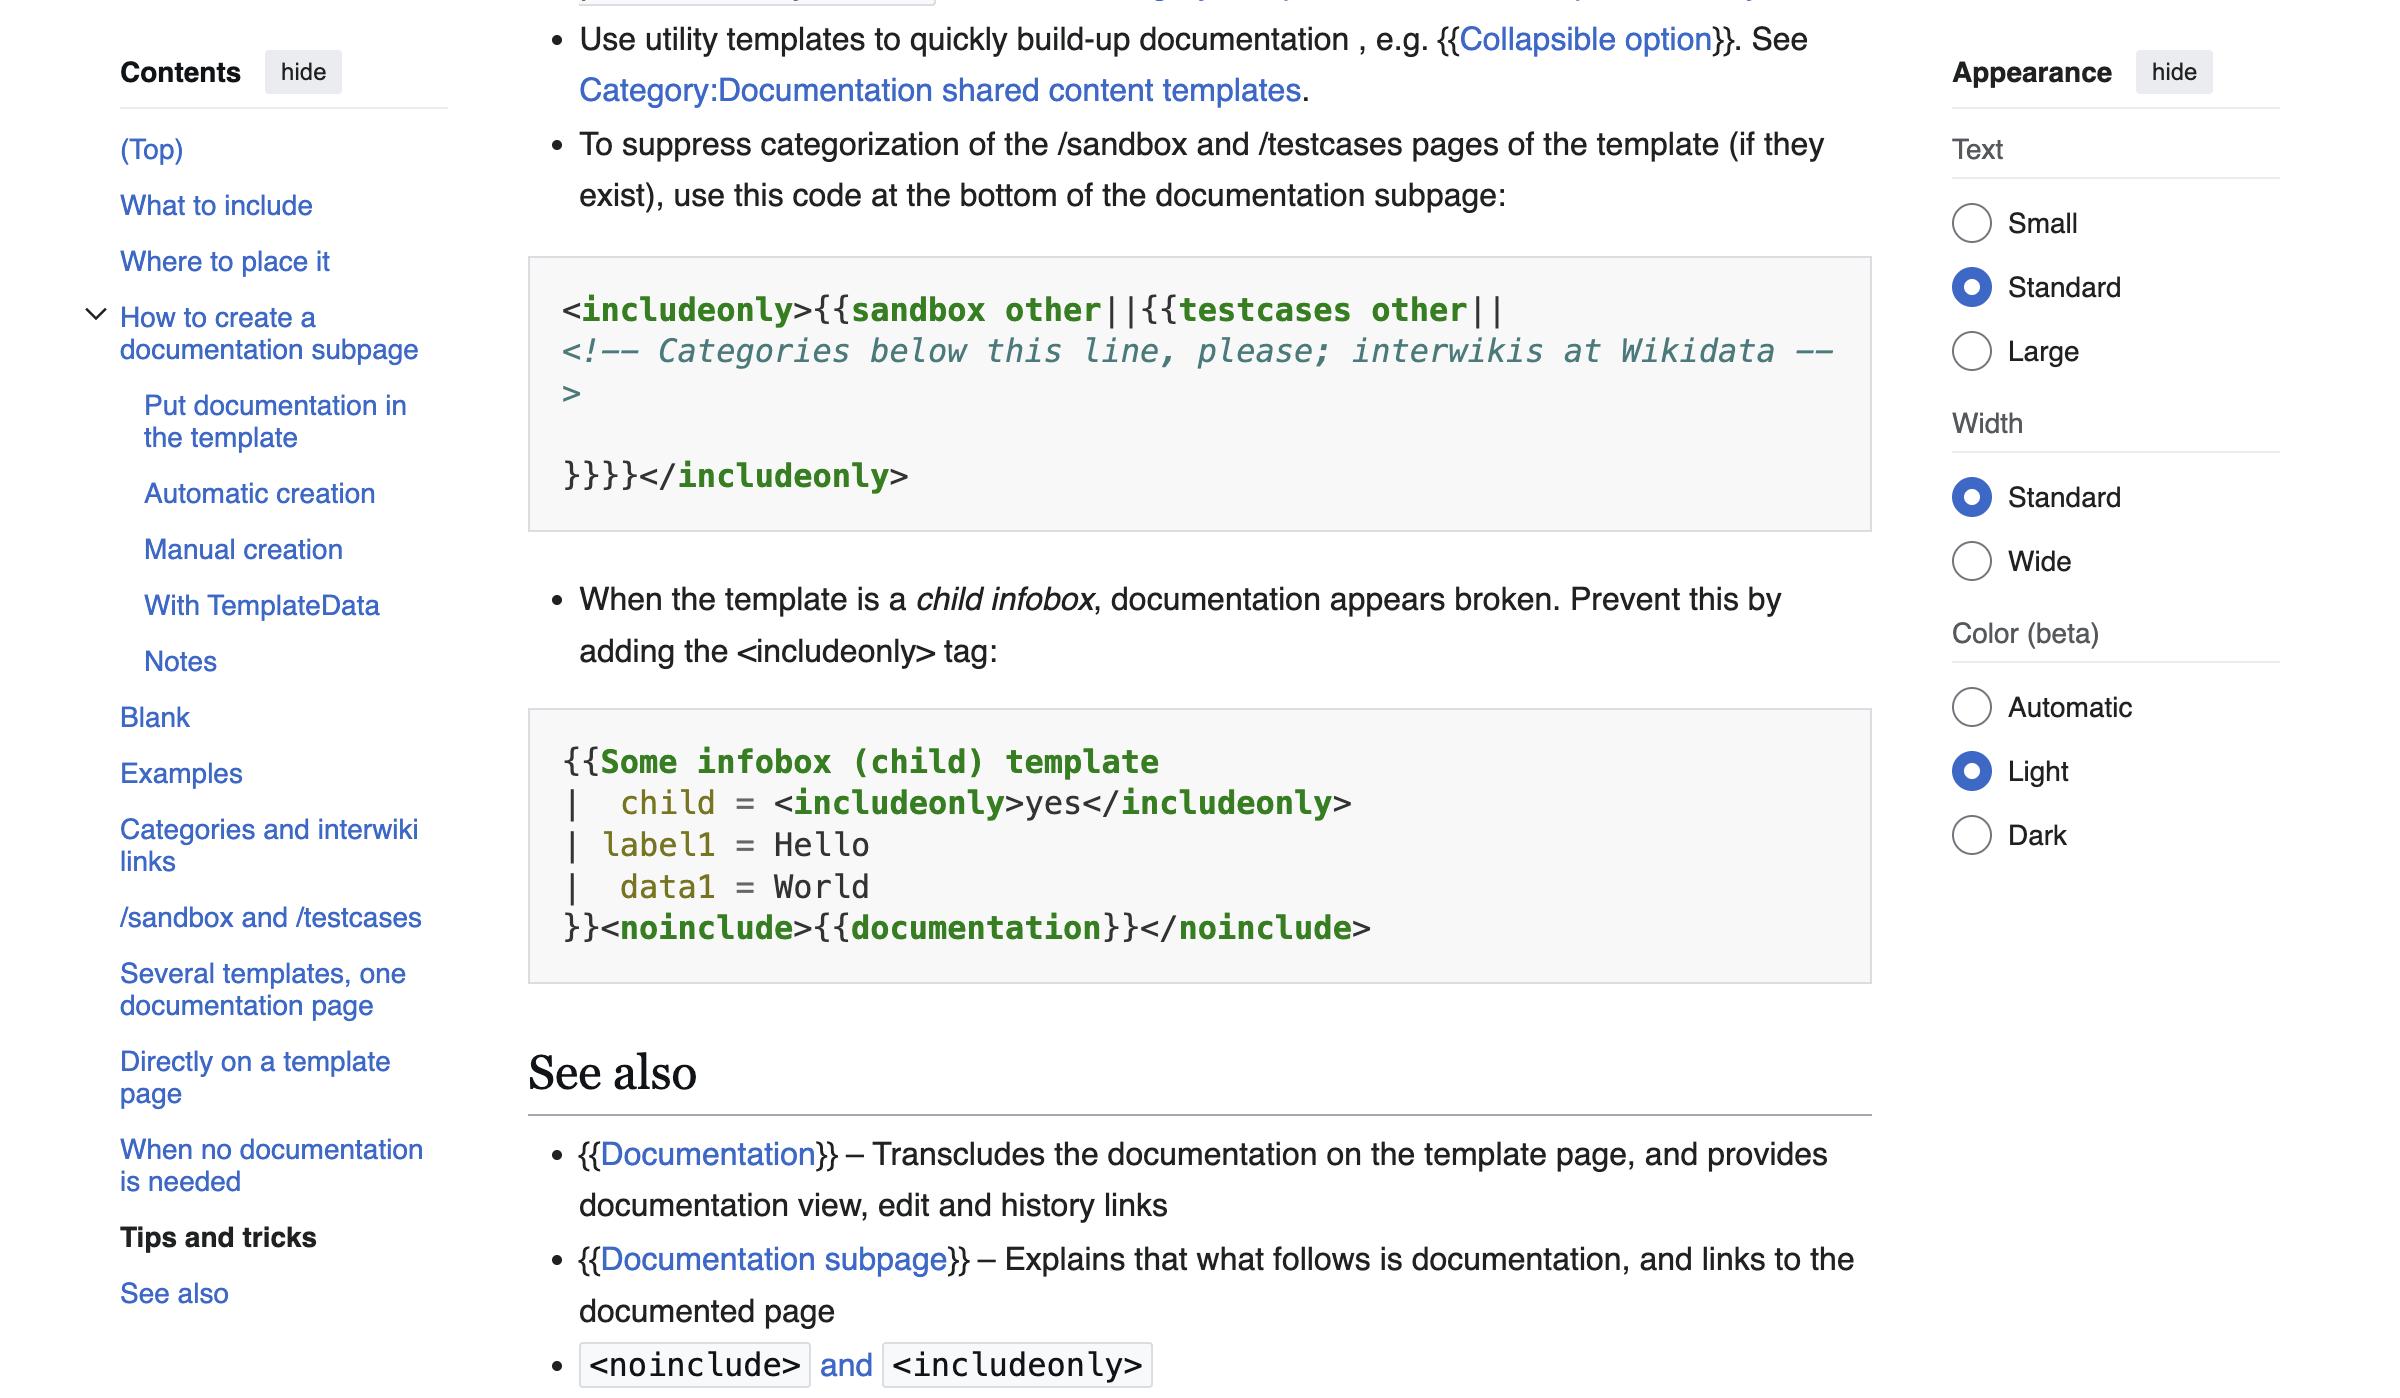 Contents hide
(Top)
What to include
Where to place it
How to create a
documentation subpage
Put documentation in
the template
Automatic creation
Manual creation
With TemplateData
Notes
Blank
Examples
Categories and interwiki
links
/sandbox and /testcases
Several templates, one
documentation page
Directly on a template
page
When no documentation
is needed
Tips and tricks
See also
• Use utility templates to quickly build-up documentation , e.g. {{Collapsible option}}. See
Category:Documentation shared content templates.
• To suppress categorization of the /sandbox and /testcases pages of the template (if they
exist), use this code at the bottom of the documentation subpage:
<includeonly>{{sandbox other||{{testcases other||
<!-- Categories below this line, please; interwikis at Wikidata --
>
}}}}</includeonly>
• When the template is a child infobox, documentation appears broken. Prevent this by
adding the <includeonly> tag:
{{Some infobox (child) template
|  child = <includeonly>yes</includeonly>
| label1 = Hello
|  data1 = World
}}<noinclude>{{documentation}}</noinclude>
See also
• {{Documentation}} – Transcludes the documentation on the template page, and provides
documentation view, edit and history links
• {{Documentation subpage}} – Explains that what follows is documentation, and links to the
documented page
• <noinclude> and <includeonly>
Appearance hide
Text
Small
Standard
Large
Width
Standard
Wide
Color (beta)
Automatic
Light
Dark